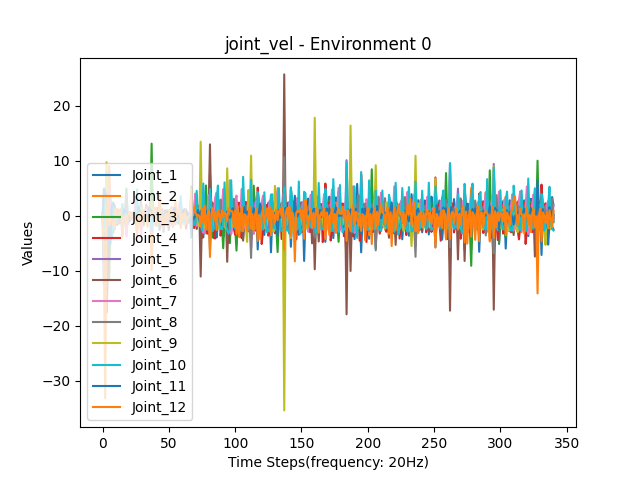 joint_vel - Environment 0
Values
20
10
0
−10
−20
−30
Joint_1
Joint_2
Joint_3
Joint_4
Joint_5
Joint_6
Joint_7
Joint_8
Joint_9
Joint_10
Joint_11
Joint_12
0 50 100 150 200 250 300 350
Time Steps(frequency: 20Hz)